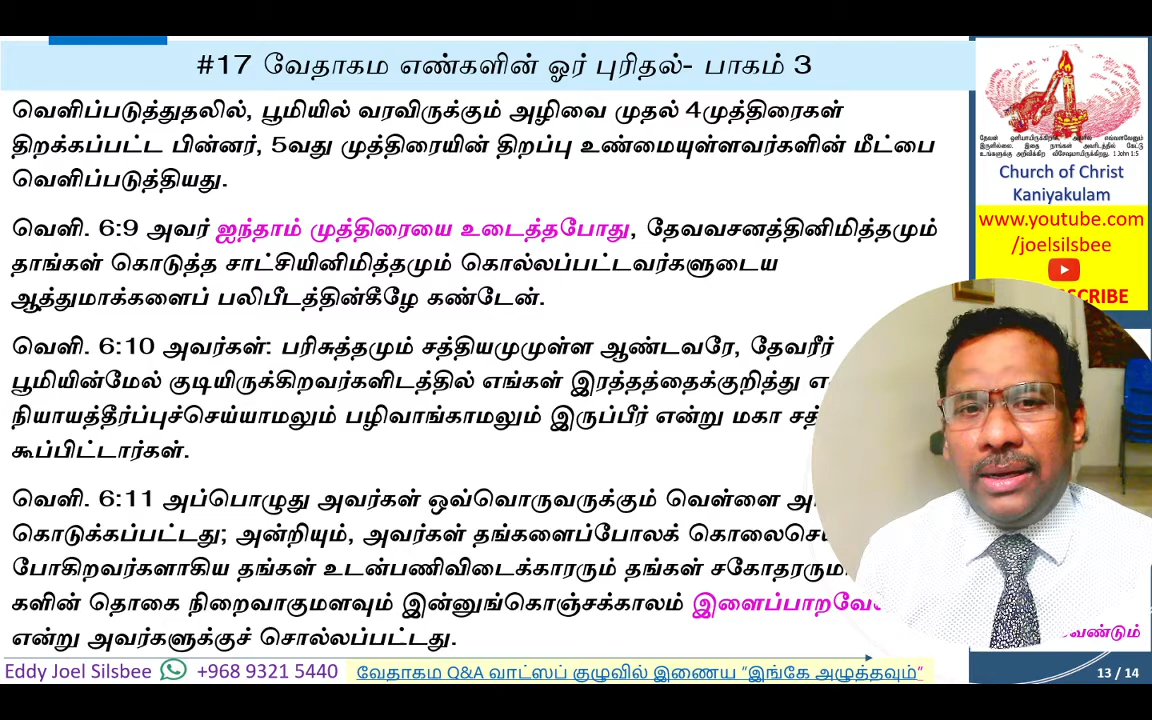 #17 வேதாகம எண்களின் ஓர் புரிதல்- பாகம் 3
வெளிப்படுத்துதலில், பூமியில் வரவிருக்கும் அழிவை முதல் 4முத்திரைகள்
திறக்கப்பட்ட பின்னர், 5வது முத்திரையின் திறப்பு உண்மையுள்ளவர்களின் மீட்பை
வெளிப்படுத்தியது.
வெளி. 6:9 அவர் ஐந்தாம் முத்திரையை உடைத்தபோது, தேவவசனத்தினிமித்தமும்
தாங்கள் கொடுத்த சாட்சியினிமித்தமும் கொல்லப்பட்டவர்களுடைய
ஆத்துமாக்களைப் பலிபீடத்தின்கீழே கண்டேன்.
வெளி. 6:10 அவர்கள்: பரிசுத்தமும் சத்தியமுமுள்ள ஆண்டவரே, தேவரீர்
பூமியின்மேல் குடியிருக்கிறவர்களிடத்தில் எங்கள் இரத்தத்தைக்குறித்து
நியாயத்தீர்ப்புச்செய்யாமலும் பழிவாங்காமலும் இருப்பீர் என்று மகா
கூப்பிட்டார்கள்.
வெளி. 6:11 அப்பொழுது அவர்கள் ஒவ்வொருவருக்கும் வெள்ளை
கொடுக்கப்பட்டது; அன்றியும், அவர்கள் தங்களைப்போலக்
போகிறவர்களாகிய தங்கள் உடன்பணிவிடைக்காரரும் தங்கள்
களின் தொகை நிறைவாகுமளவும் இன்னுங்கொஞ்சக்காலம்
என்று அவர்களுக்குச் சொல்லப்பட்டது.
Church of Christ
Kaniyakulam
www.youtube.com
/joelsilsbee
வேண்டும்
Eddy Joel Silsbee +968 9321 5440 வேதாகம Q&A வாட்ஸப் குழுவில் இணைய "இங்கே அழுத்தவும்"
13 / 14